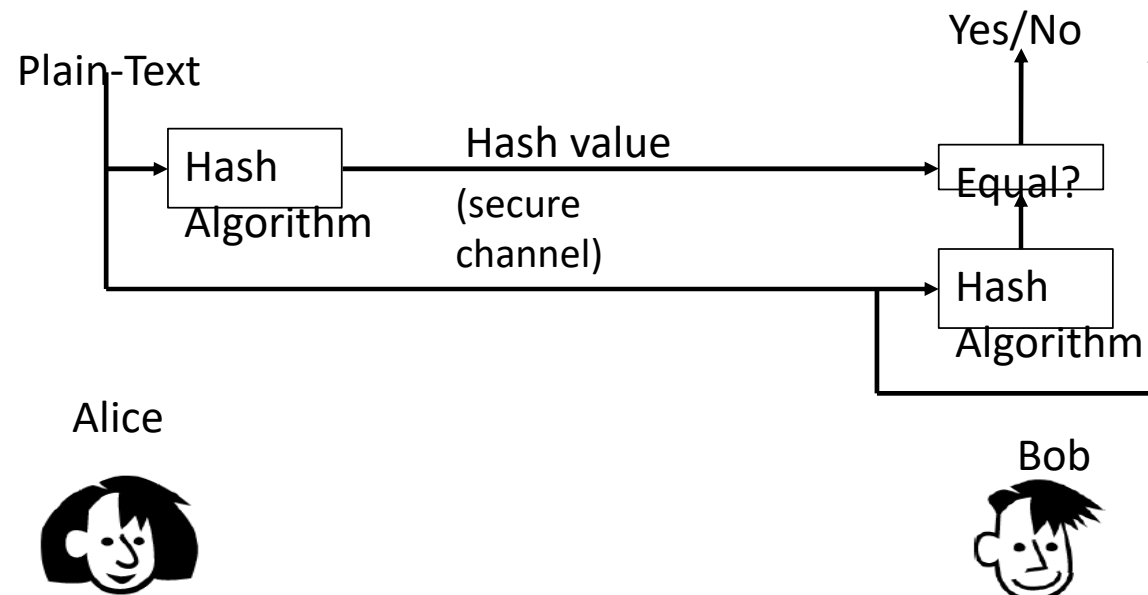 Yes/No
Plain-Text
Hash value
Hash
Algorithm
(secure
channel)
Equal?
Hash
Algorithm
Alice
Bob